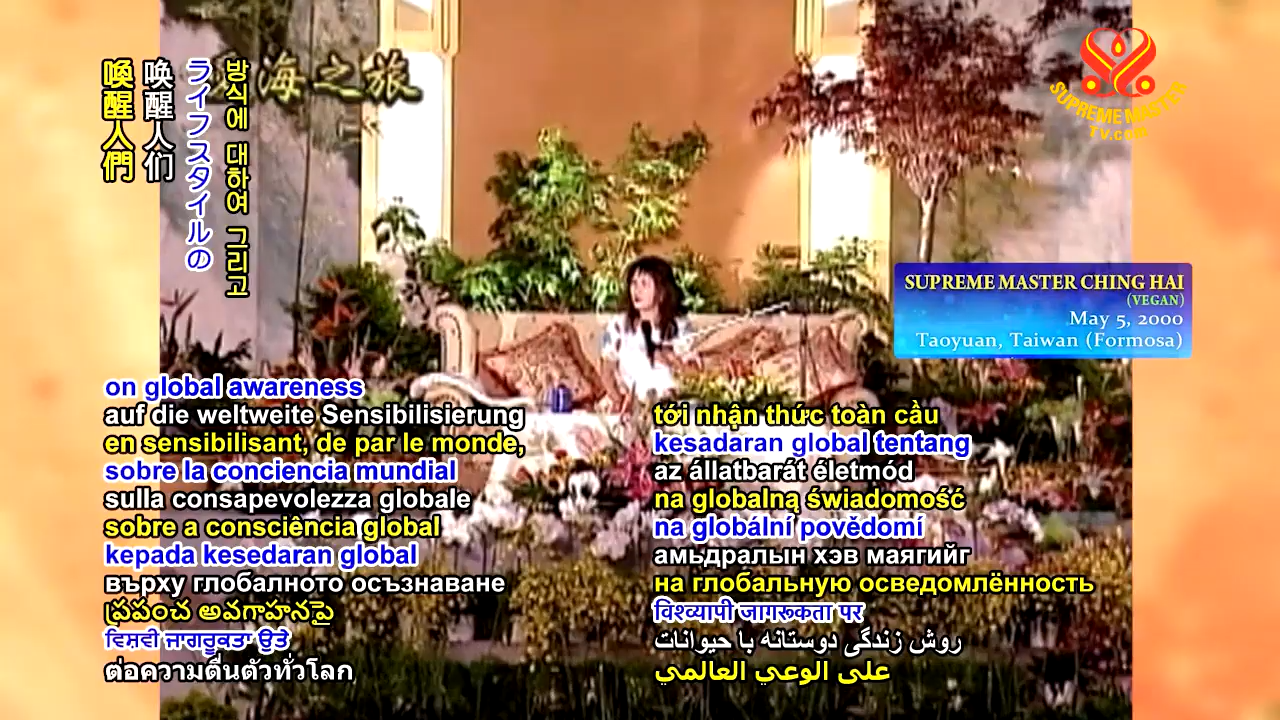 海之旅
SUPREME MASTER
TV.com
喚醒人們
唤醒人们
ライフスタイルの
방식에 대하여 그리고
SUPREME MASTER CHING HAI
(VEGAN)
May 5, 2000
Taoyuan, Taiwan (Formosa)
on global awareness
auf die weltweite Sensibilisierung
en sensibilisant, de par le monde,
sobre la conciencia mundial
sulla consapevolezza globale
sobre a consciência global
kepada kesedaran global
върху глобалното осъзнаване
ప్రపంచ అవగాహనపై
ਵਿਸ਼ਵੀ ਜਾਗਰੂਕਤਾ ਉਤੇ
ต่อความตื่นตัวทั่วโลก
tới nhận thức toàn cầu
kesadaran global tentang
az állatbarát életmód
na globalną świadomość
na globální povědomí
амьдралын хэв маягийг
на глобальную осведомлённость
विश्व्यापी जागरूकता पर
روش زندگی دوستانه با حیوانات
على الوعي العالمي